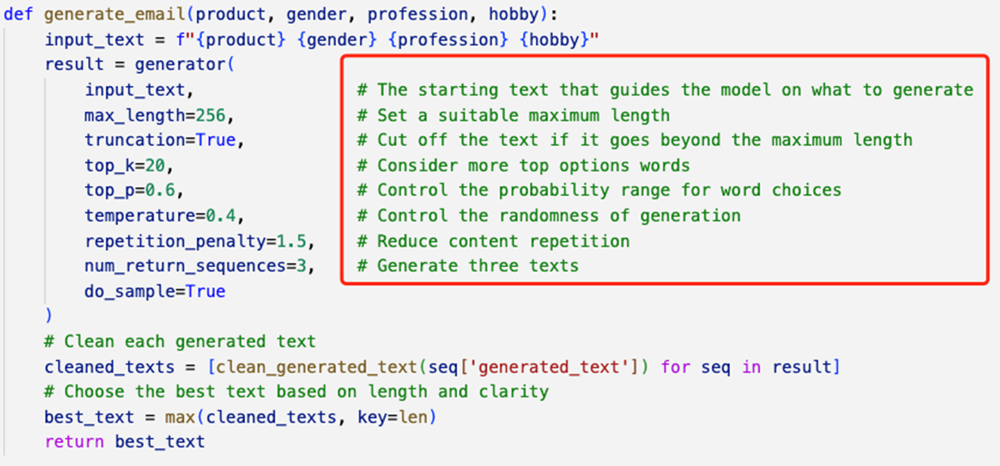 def generate_email(product, gender, profession, hobby):
    input_text = f"{product} {gender} {profession} {hobby}"
    result = generator(
        input_text,                # The starting text that guides the model on what to generate
        max_length=256,            # Set a suitable maximum length
        truncation=True,           # Cut off the text if it goes beyond the maximum length
        top_k=20,                  # Consider more top options words
        top_p=0.6,                 # Control the probability range for word choices
        temperature=0.4,           # Control the randomness of generation
        repetition_penalty=1.5,    # Reduce content repetition
        num_return_sequences=3,    # Generate three texts
        do_sample=True
    )
    # Clean each generated text
    cleaned_texts = [clean_generated_text(seq['generated_text']) for seq in result]
    # Choose the best text based on length and clarity
    best_text = max(cleaned_texts, key=len)
    return best_text